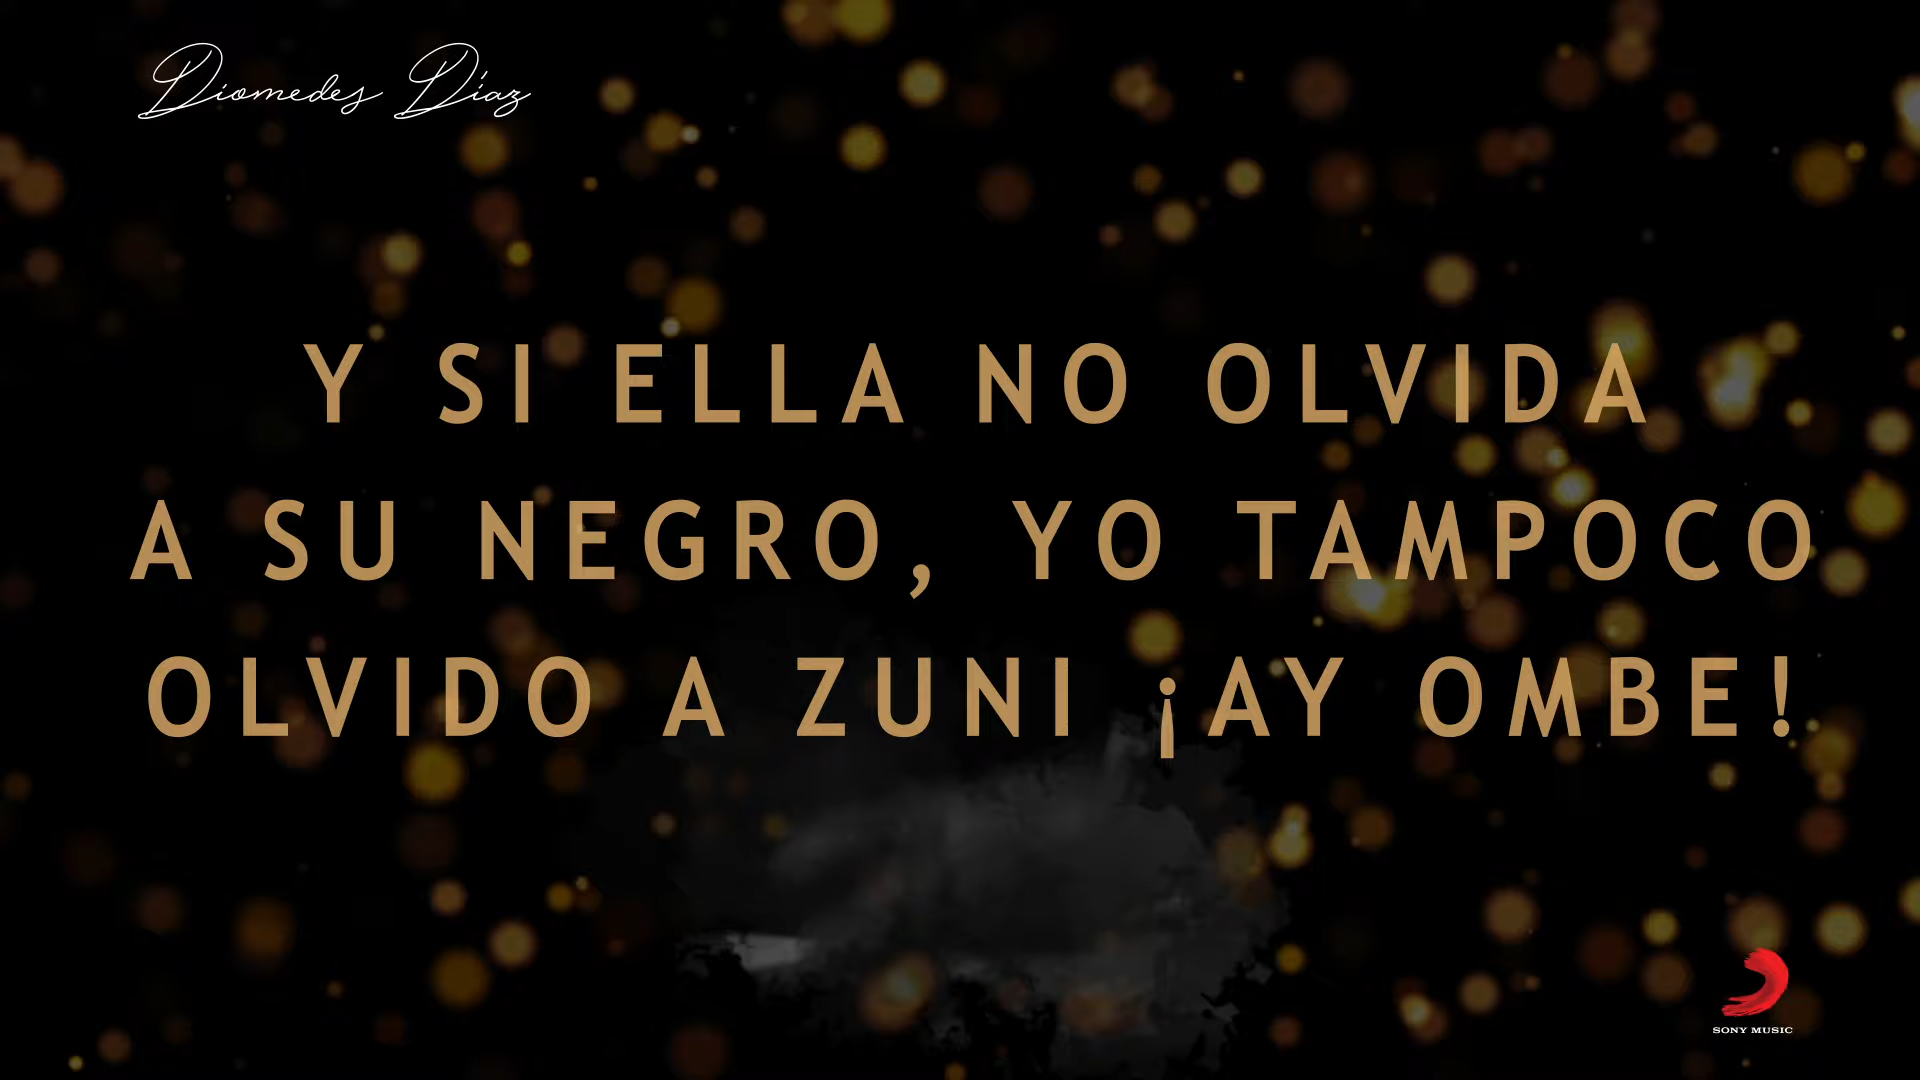 Diomedes Díaz
Y SI ELLA NO OLVIDA
A SU NEGRO, YO TAMPOCO
OLVIDO A ZUNI ¡AY OMBE!
SONY MUSIC